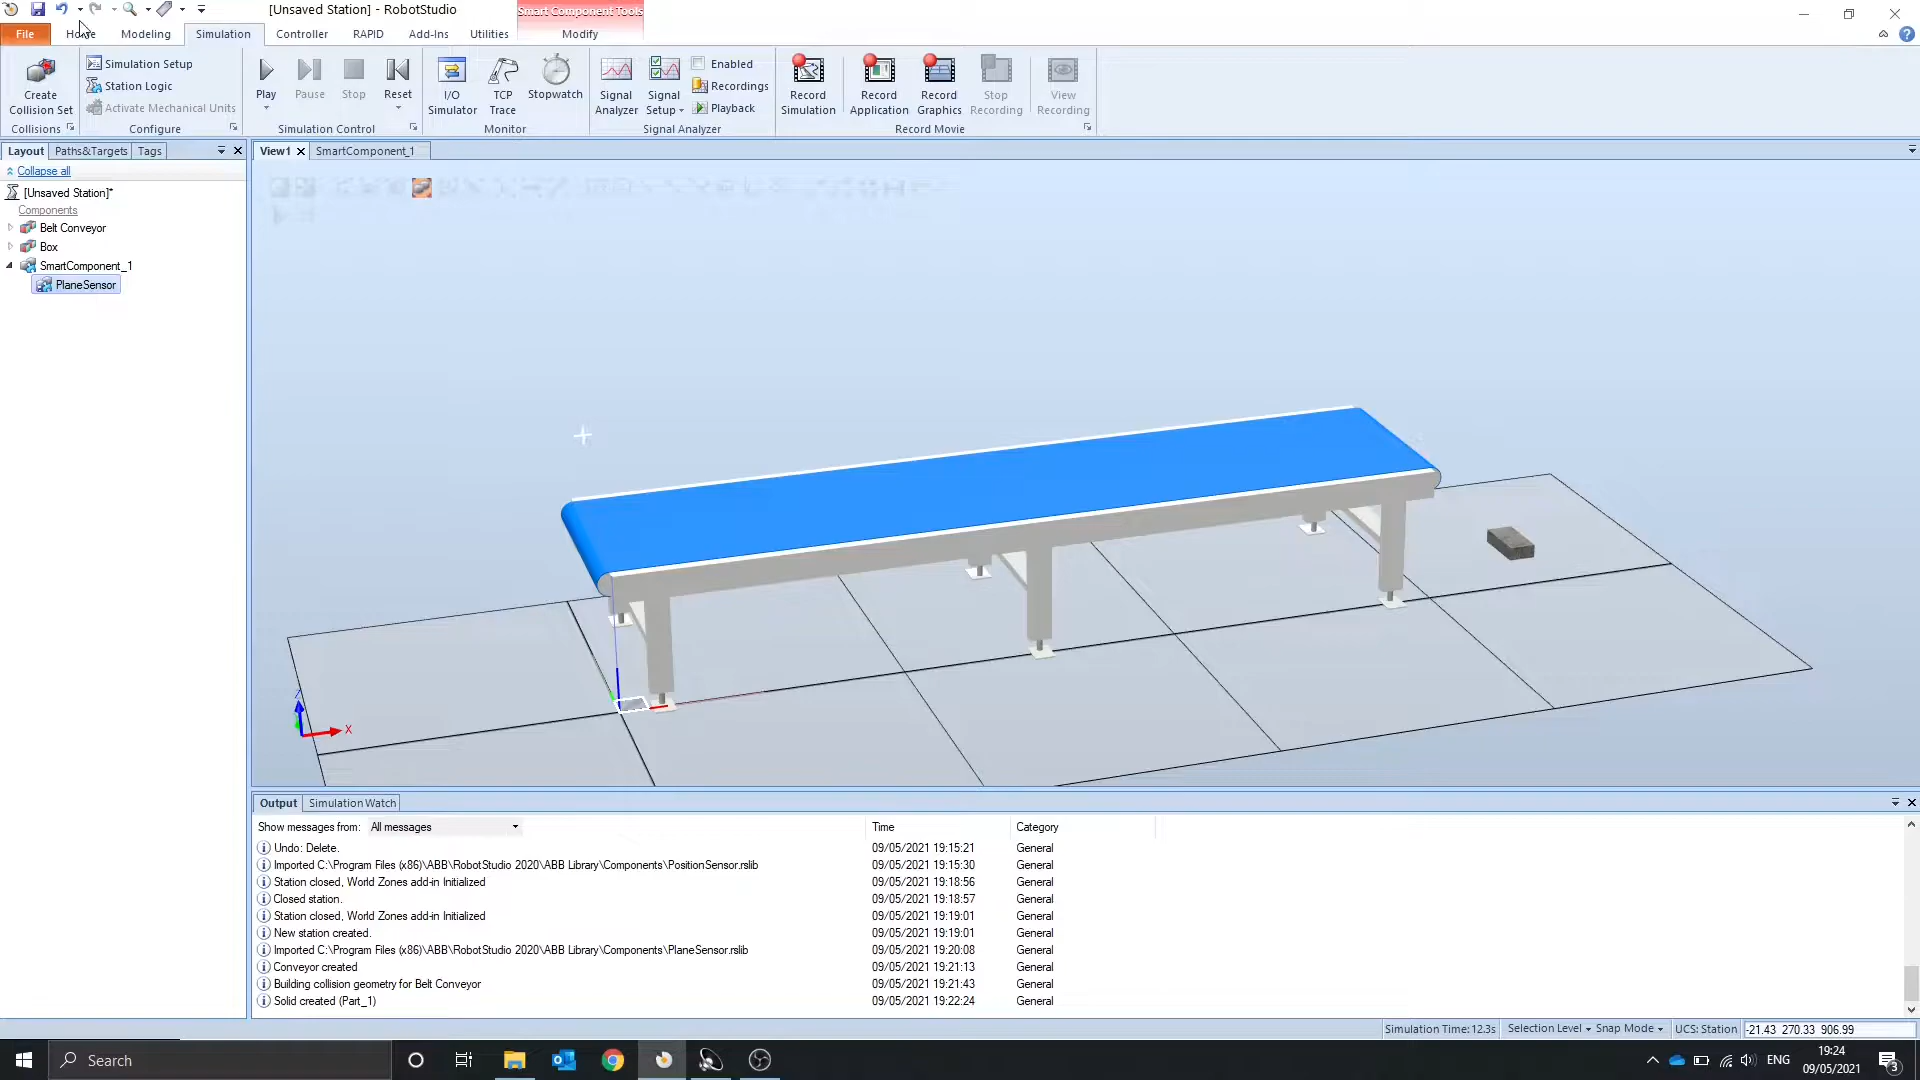 [Unsaved Station] - RobotStudio
Smart Component Tools
File
Home
Modeling
Simulation
Controller
RAPID
Add-Ins
Utilities
Modify
Create
Collision Set
Collisions
Simulation Setup
Station Logic
Activate Mechanical Units
Configure
Play
Pause
Stop
Reset
Simulation Control
I/O
Simulator
TCP
Trace
Stopwatch
Monitor
Signal
Analyzer
Signal
Setup
Enabled
Recordings
Playback
Signal Analyzer
Record
Simulation
Record
Application
Record
Graphics
Stop
Recording
View
Recording
Record Movie
Layout
Paths&Targets
Tags
Collapse all
[Unsaved Station]*
Components
Belt Conveyor
Box
SmartComponent_1
PlaneSensor
View1
SmartComponent_1
Z
X
Output
Simulation Watch
Show messages from: All messages Time Category
Undo: Delete. 09/05/2021 19:15:21 General
Imported C:\Program Files (x86)\ABB\RobotStudio 2020\ABB Library\Components\PositionSensor.rslib 09/05/2021 19:15:30 General
Station closed, World Zones add-in Initialized 09/05/2021 19:18:56 General
Closed station. 09/05/2021 19:18:57 General
Station closed, World Zones add-in Initialized 09/05/2021 19:19:01 General
New station created. 09/05/2021 19:19:01 General
Imported C:\Program Files (x86)\ABB\RobotStudio 2020\ABB Library\Components\PlaneSensor.rslib 09/05/2021 19:20:08 General
Conveyor created 09/05/2021 19:21:13 General
Building collision geometry for Belt Conveyor 09/05/2021 19:21:43 General
Solid created (Part_1) 09/05/2021 19:22:24 General
Simulation Time: 12.3s
Selection Level
Snap Mode
UCS: Station
-21.43 270.33 906.99
Search
ENG
19:24
09/05/2021
3